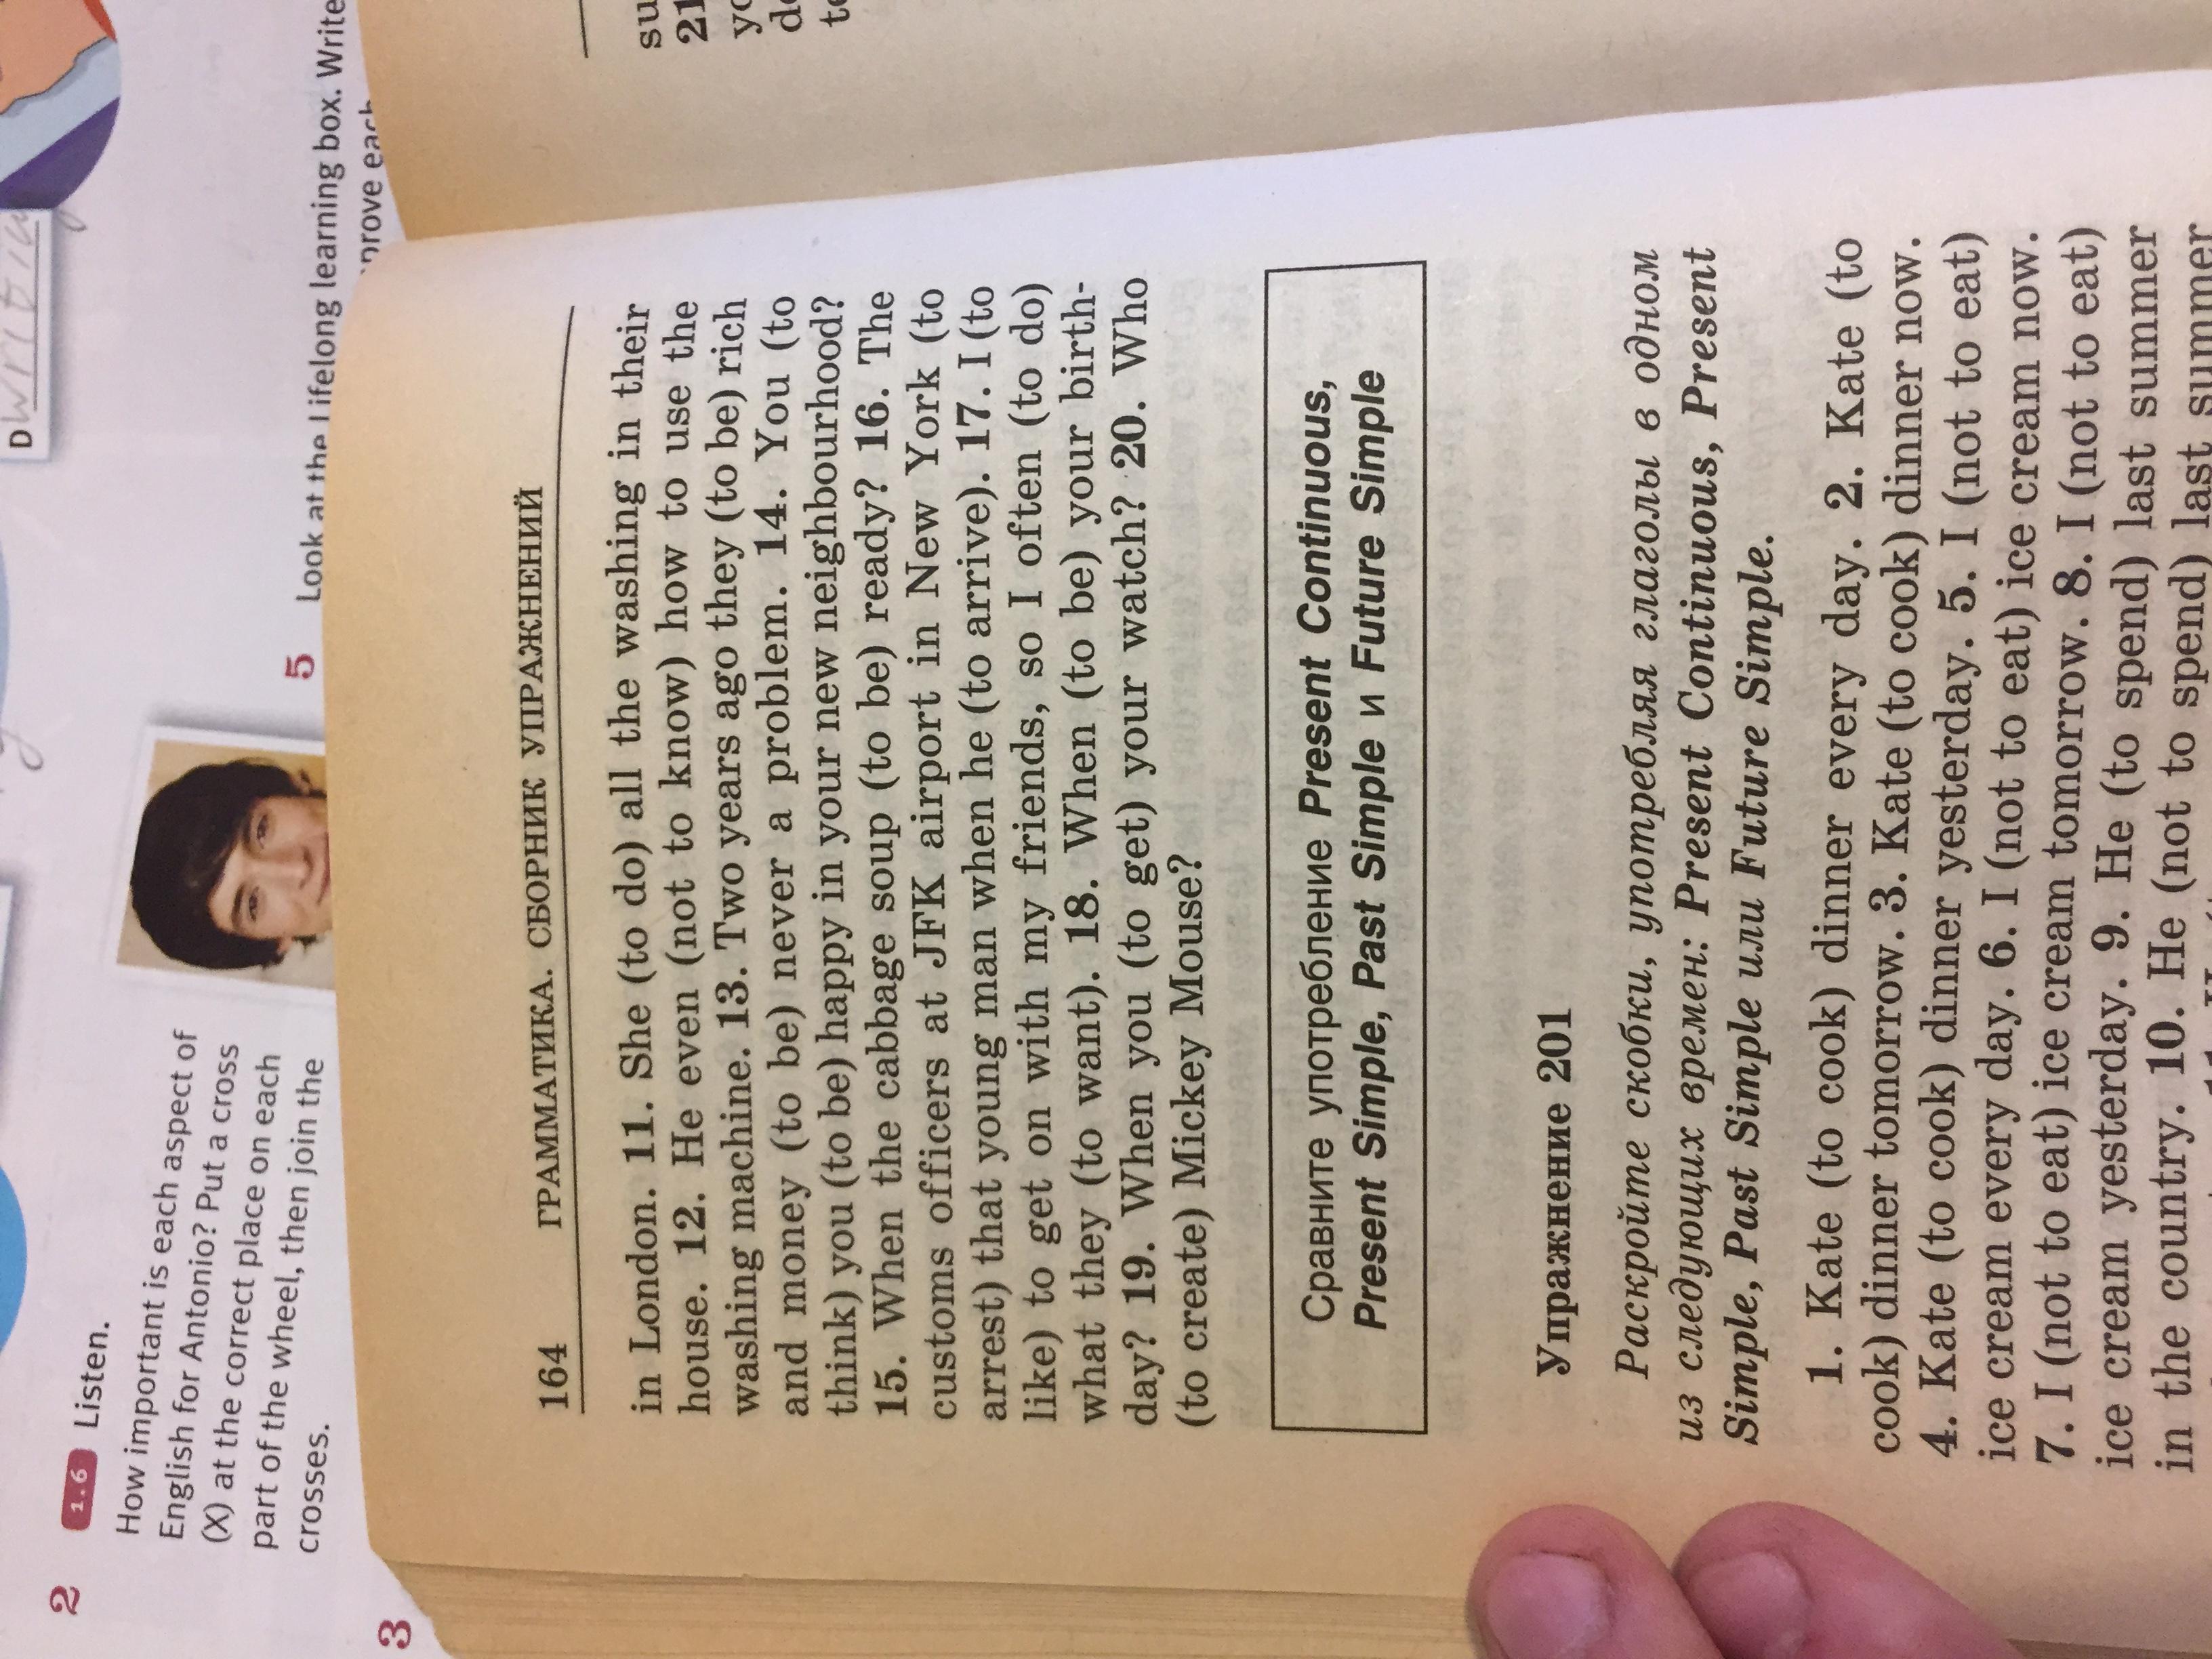 D writin
2 1.6 Listen.
How important is each aspect of
English for Antonio? Put a cross
(X) at the correct place on each
part of the wheel, then join the
crosses.
3
5 Look at the lifelong learning box. Write
prove each
164 ГРАММАТИКА. СБОРНИК УПРАЖНЕНИЙ
in London. 11. She (to do) all the washing in their
house. 12. He even (not to know) how to use the
washing machine. 13. Two years ago they (to be) rich
and money (to be) never a problem. 14. You (to
think) you (to be) happy in your new neighbourhood?
15. When the cabbage soup (to be) ready? 16. The
customs officers at JFK airport in New York (to
arrest) that young man when he (to arrive). 17. I (to
like) to get on with my friends, so I often (to do)
what they (to want). 18. When (to be) your birth-
day? 19. When you (to get) your watch? 20. Who
(to create) Mickey Mouse?
Сравните употребление Present Continuous,
Present Simple, Past Simple и Future Simple
Упражнение 201
Раскройте скобки, употребляя глаголы в одном
из следующих времен: Present Continuous, Present
Simple, Past Simple или Future Simple.
1. Kate (to cook) dinner every day. 2. Kate (to
cook) dinner tomorrow. 3. Kate (to cook) dinner now.
4. Kate (to cook) dinner yesterday. 5. I (not to eat)
ice cream every day. 6. I (not to eat) ice cream now.
7. I (not to eat) ice cream tomorrow. 8. I (not to eat)
ice cream yesterday. 9. He (to spend) last summer
in the country. 10. He (not to spend) last summer
su
21
yo
do
to